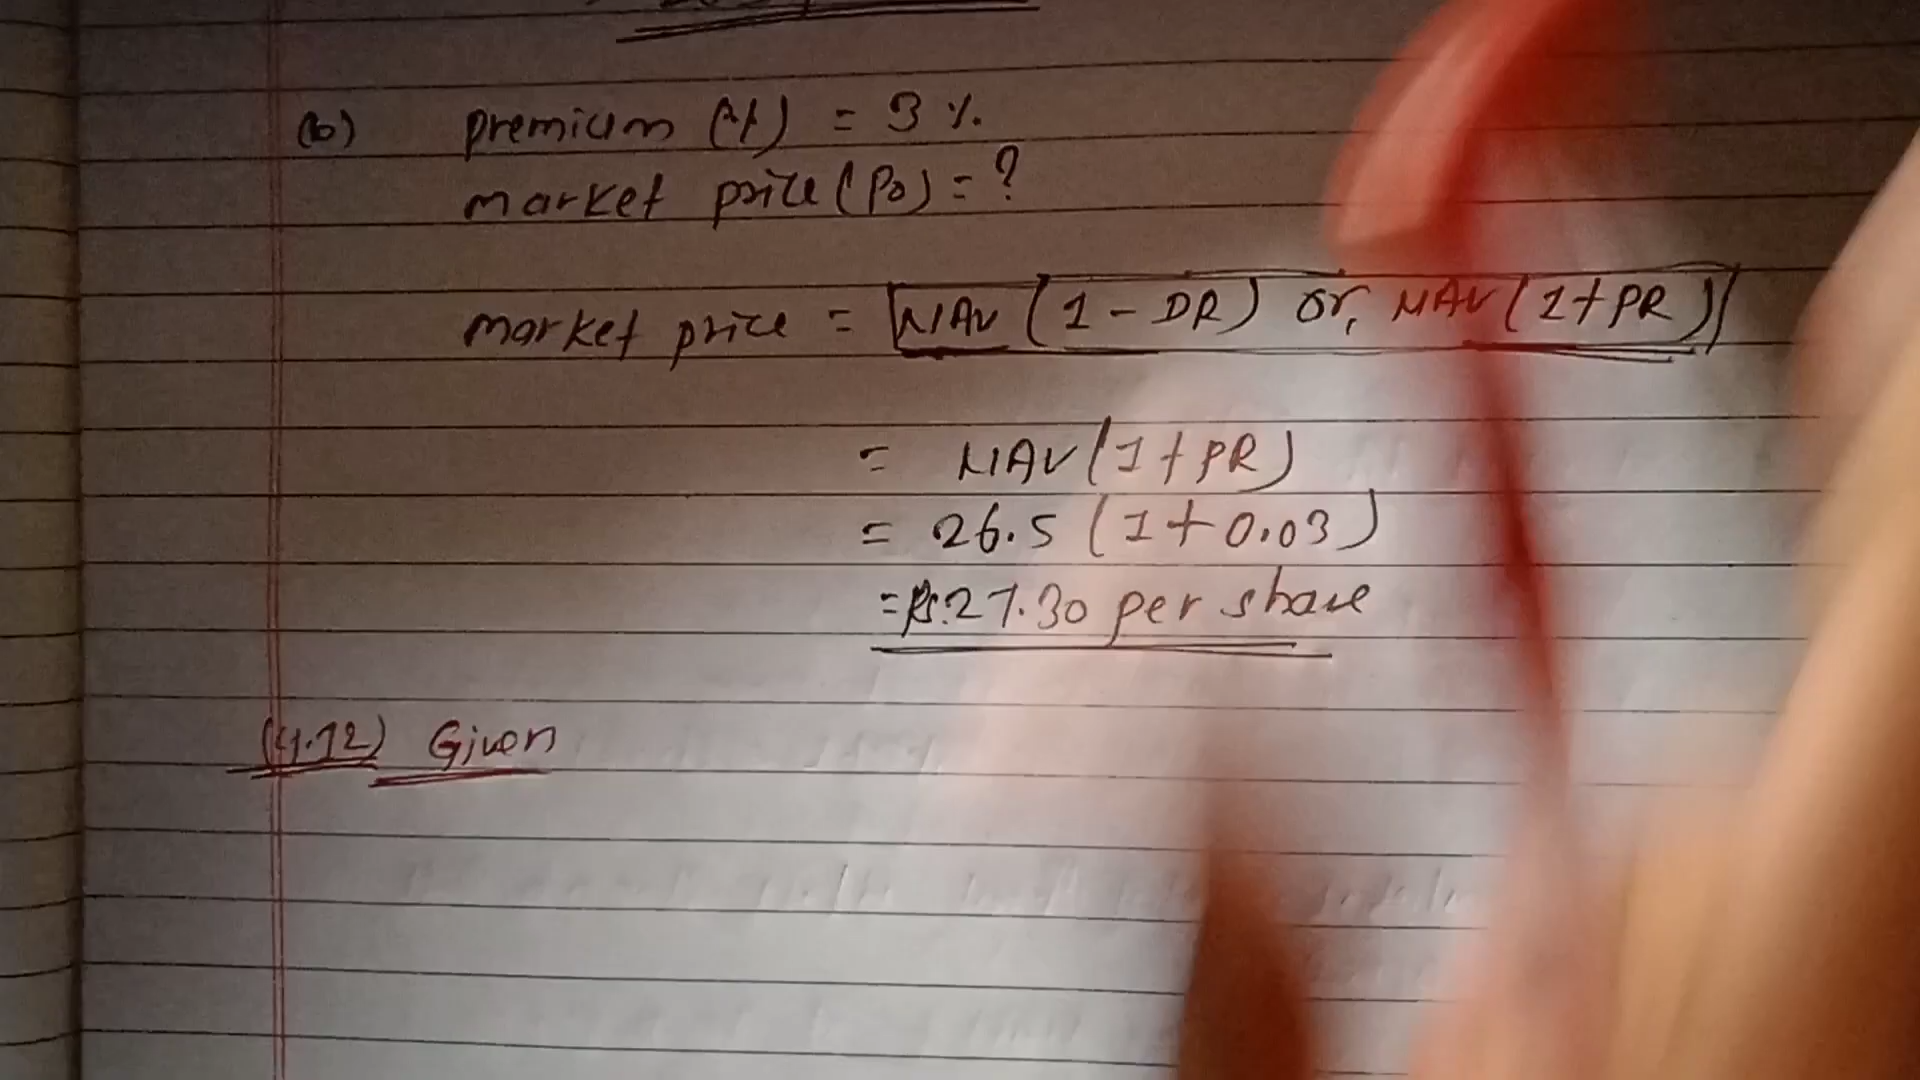 (b) premium (%) = 3 %.
market price (P0) = ?
market price = NAV (1 - DR) or, NAV (1 + PR)
= NAV (1 + PR)
= 26.5 (1 + 0.03)
= Rs. 27.30 per share
(4.12) Given